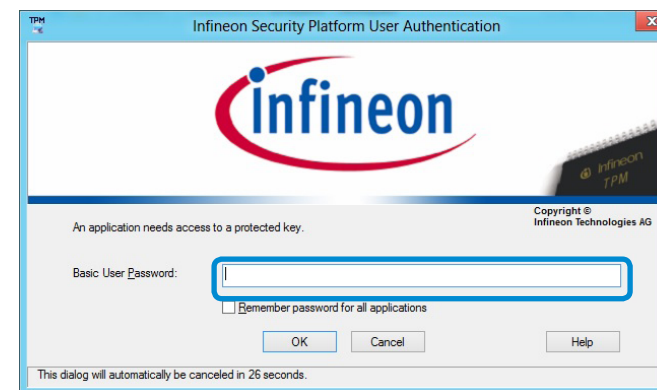 TPM
Infineon Security Platform User Authentication
x
infineon
infineon
TPM
Copyright ©
Infineon Technologies AG
An application needs access to a protected key.
Basic User Password:
Remember password for all applications
OK Cancel Help
This dialog will automatically be canceled in 26 seconds.